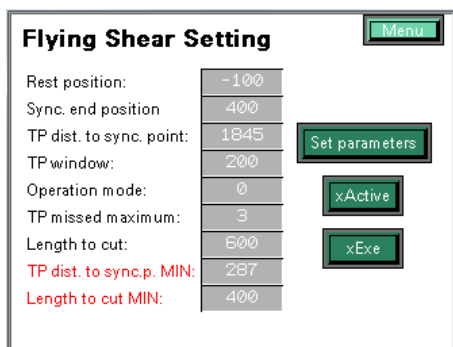 Flying Shear Setting Menu
Rest position: -100
Sync. end position 400
TP dist. to sync. point: 1845
Set parameters
TP window: 200
Operation mode: 0
xActive
TP missed maximum: 3
Length to cut: 600
xExe
TP dist. to sync.p. MIN: 287
Length to cut MIN: 400